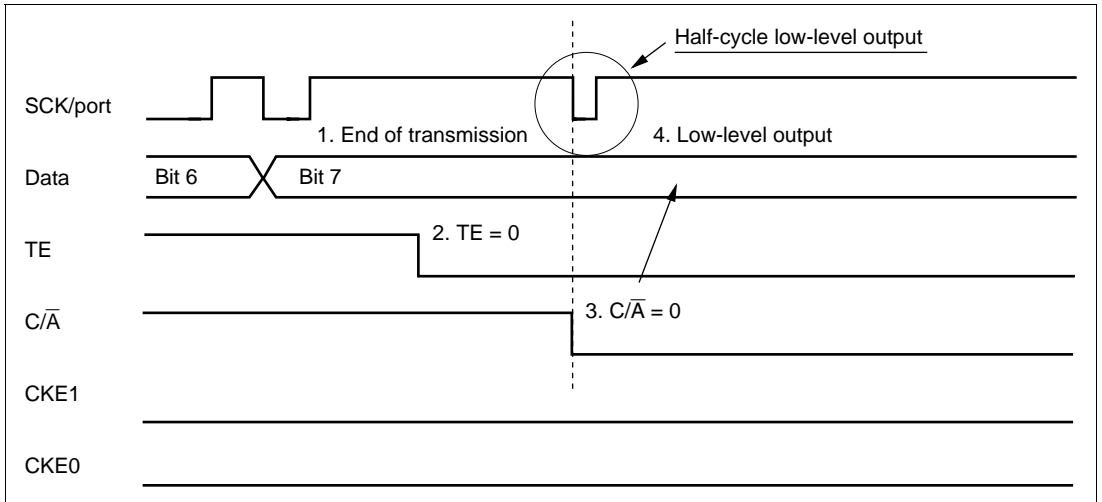 Half-cycle low-level output
SCK/port
1. End of transmission
4. Low-level output
Data
Bit 6
Bit 7
TE
2. TE = 0
C/A̅
3. C/A̅ = 0
CKE1
CKE0